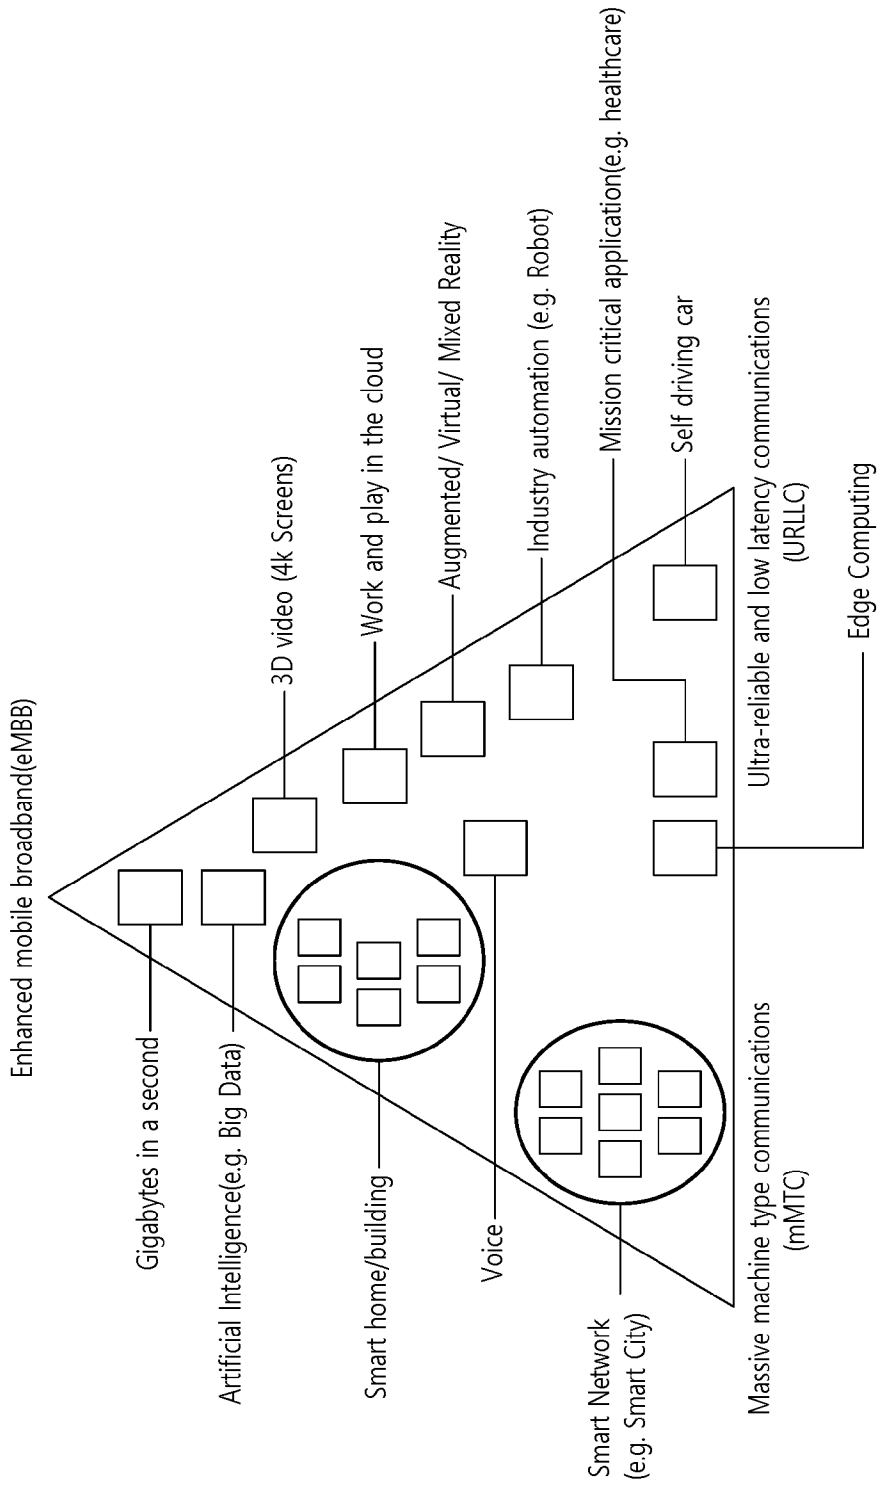 Enhanced mobile broadband(eMBB)
Gigabytes in a second
Artificial Intelligence(e.g. Big Data)
3D video (4k Screens)
Smart home/building
Work and play in the cloud
Augmented/ Virtual/ Mixed Reality
Voice
Industry automation (e.g. Robot)
Smart Network
(e.g. Smart City)
Mission critical application(e.g. healthcare)
Self driving car
Massive machine type communications
(mMTC)
Ultra-reliable and low latency communications
(URLLC)
Edge Computing